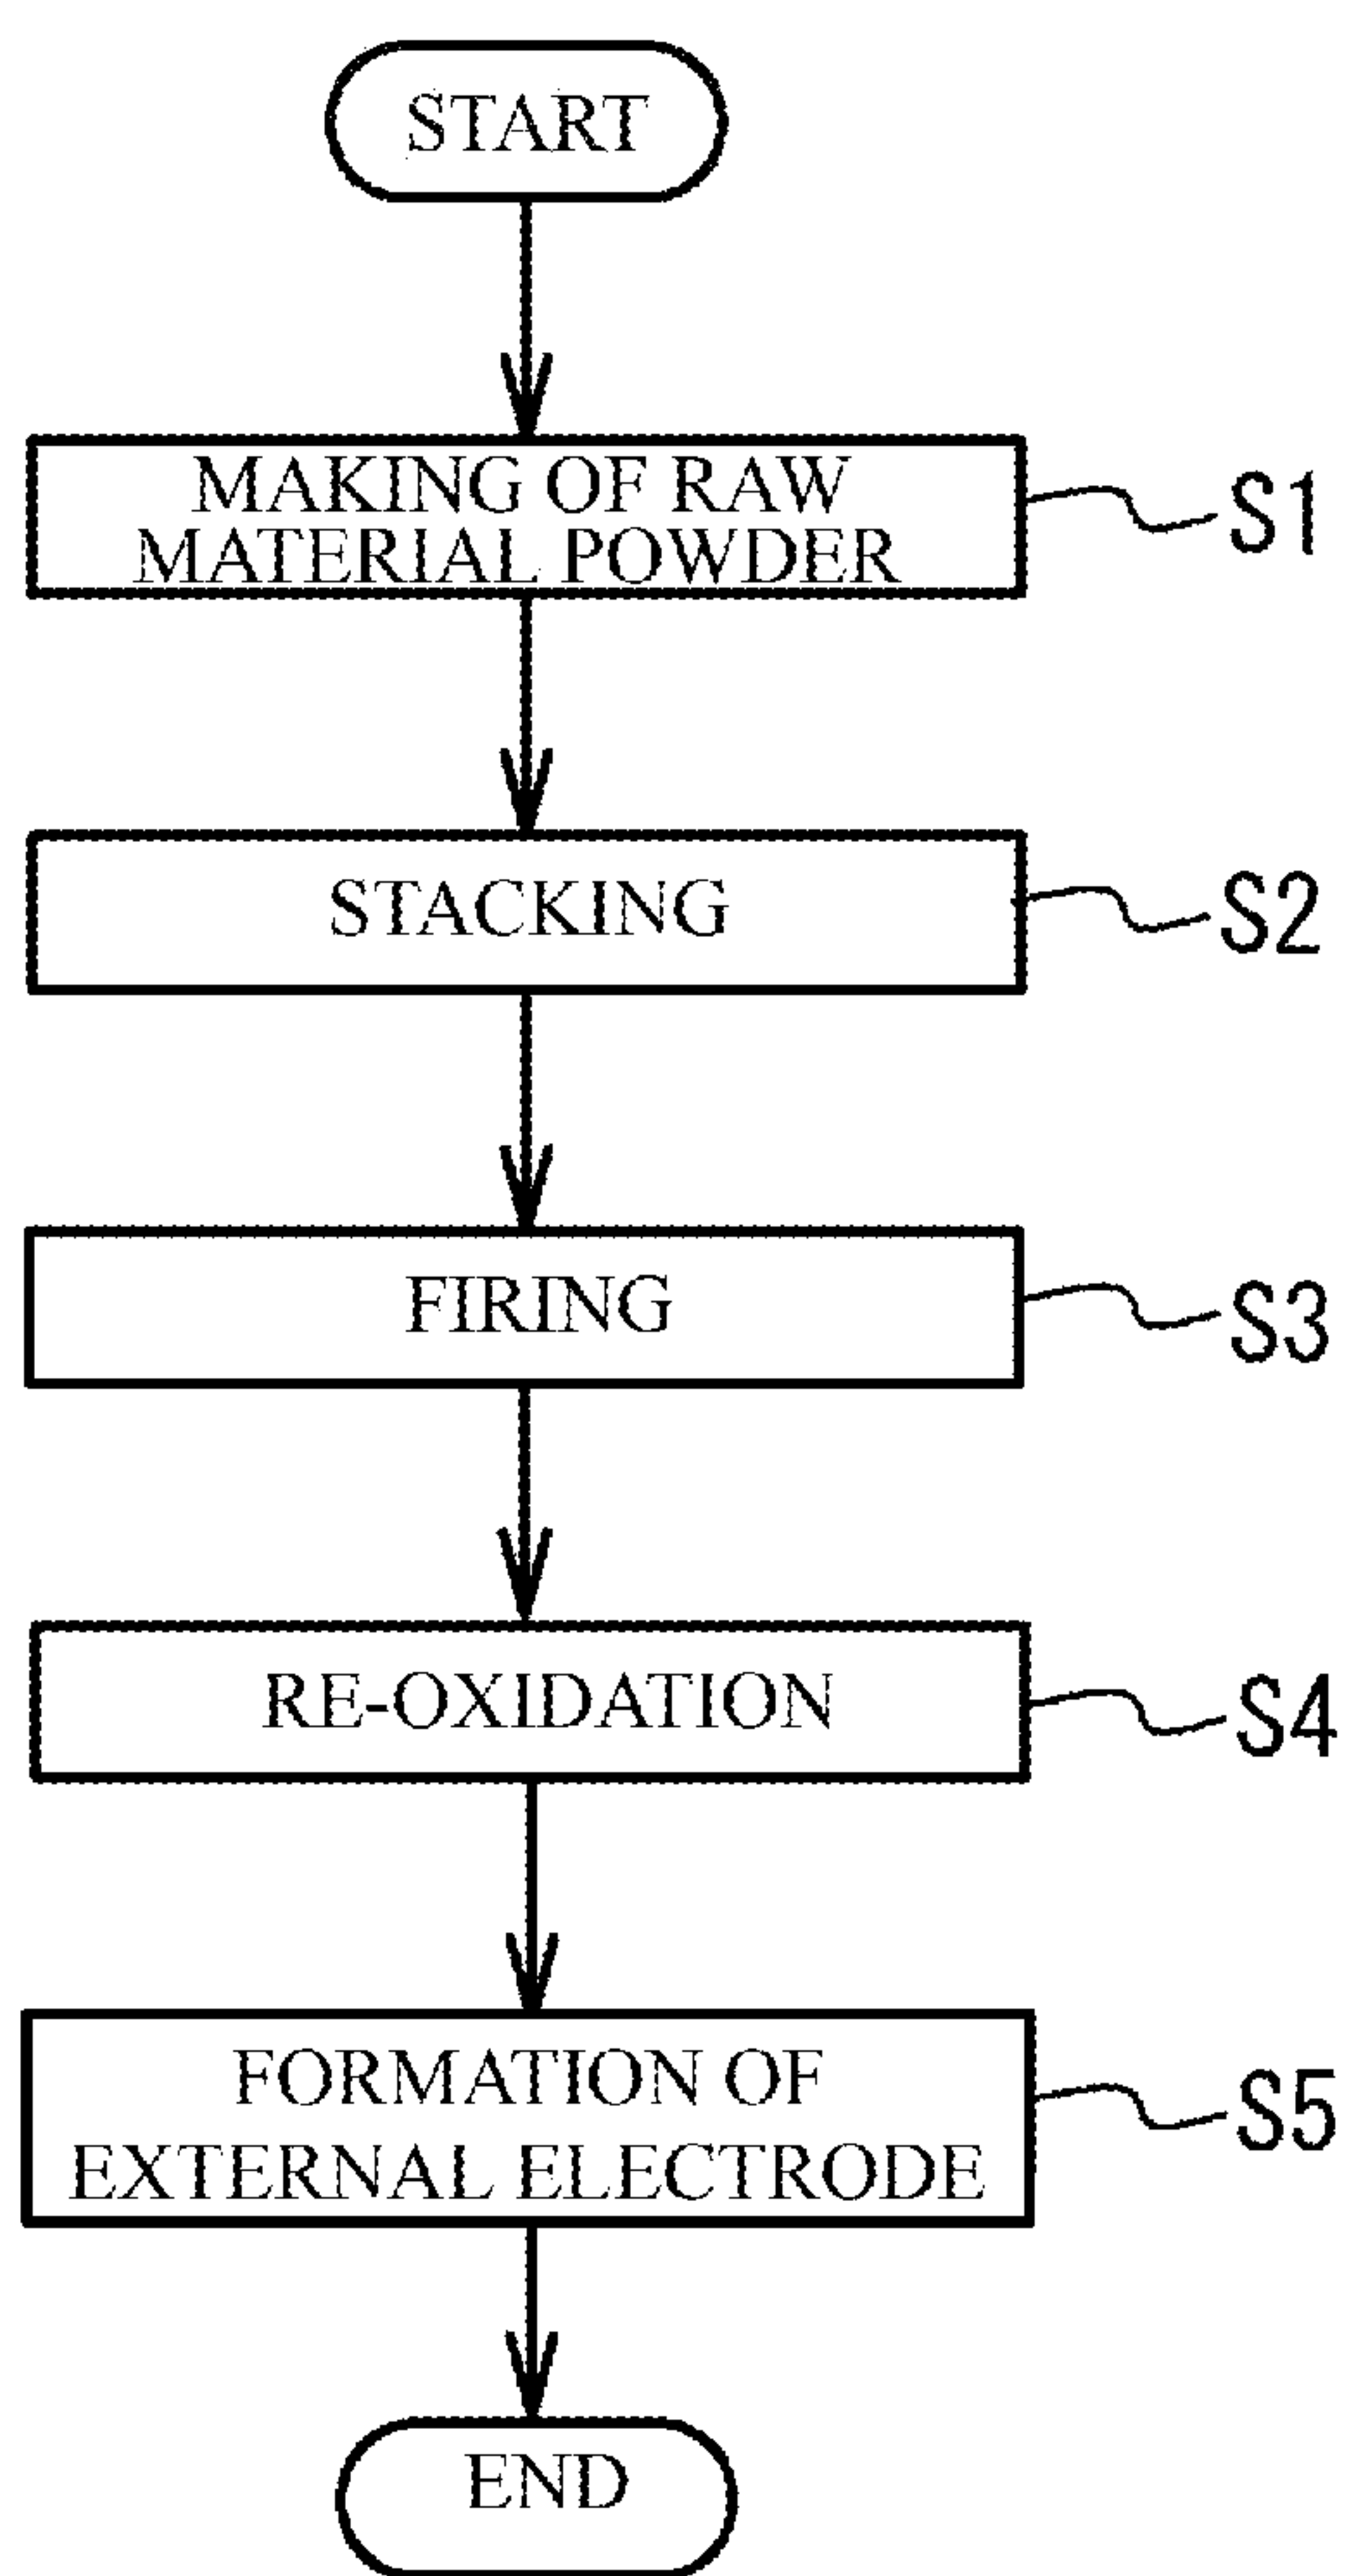 START
MAKING OF RAW
MATERIAL POWDER
S1
STACKING
S2
FIRING
S3
RE-OXIDATION
S4
FORMATION OF
EXTERNAL ELECTRODE
S5
END